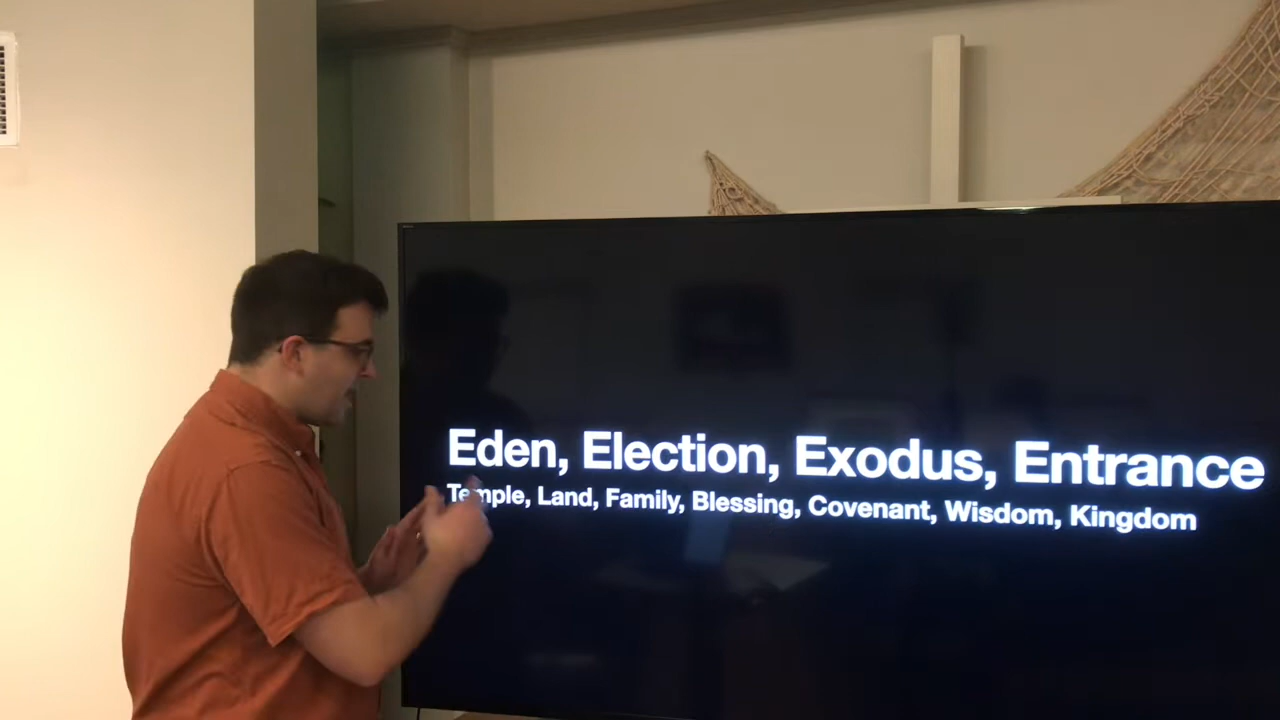 Eden, Election, Exodus, Entrance
Temple, Land, Family, Blessing, Covenant, Wisdom, Kingdom